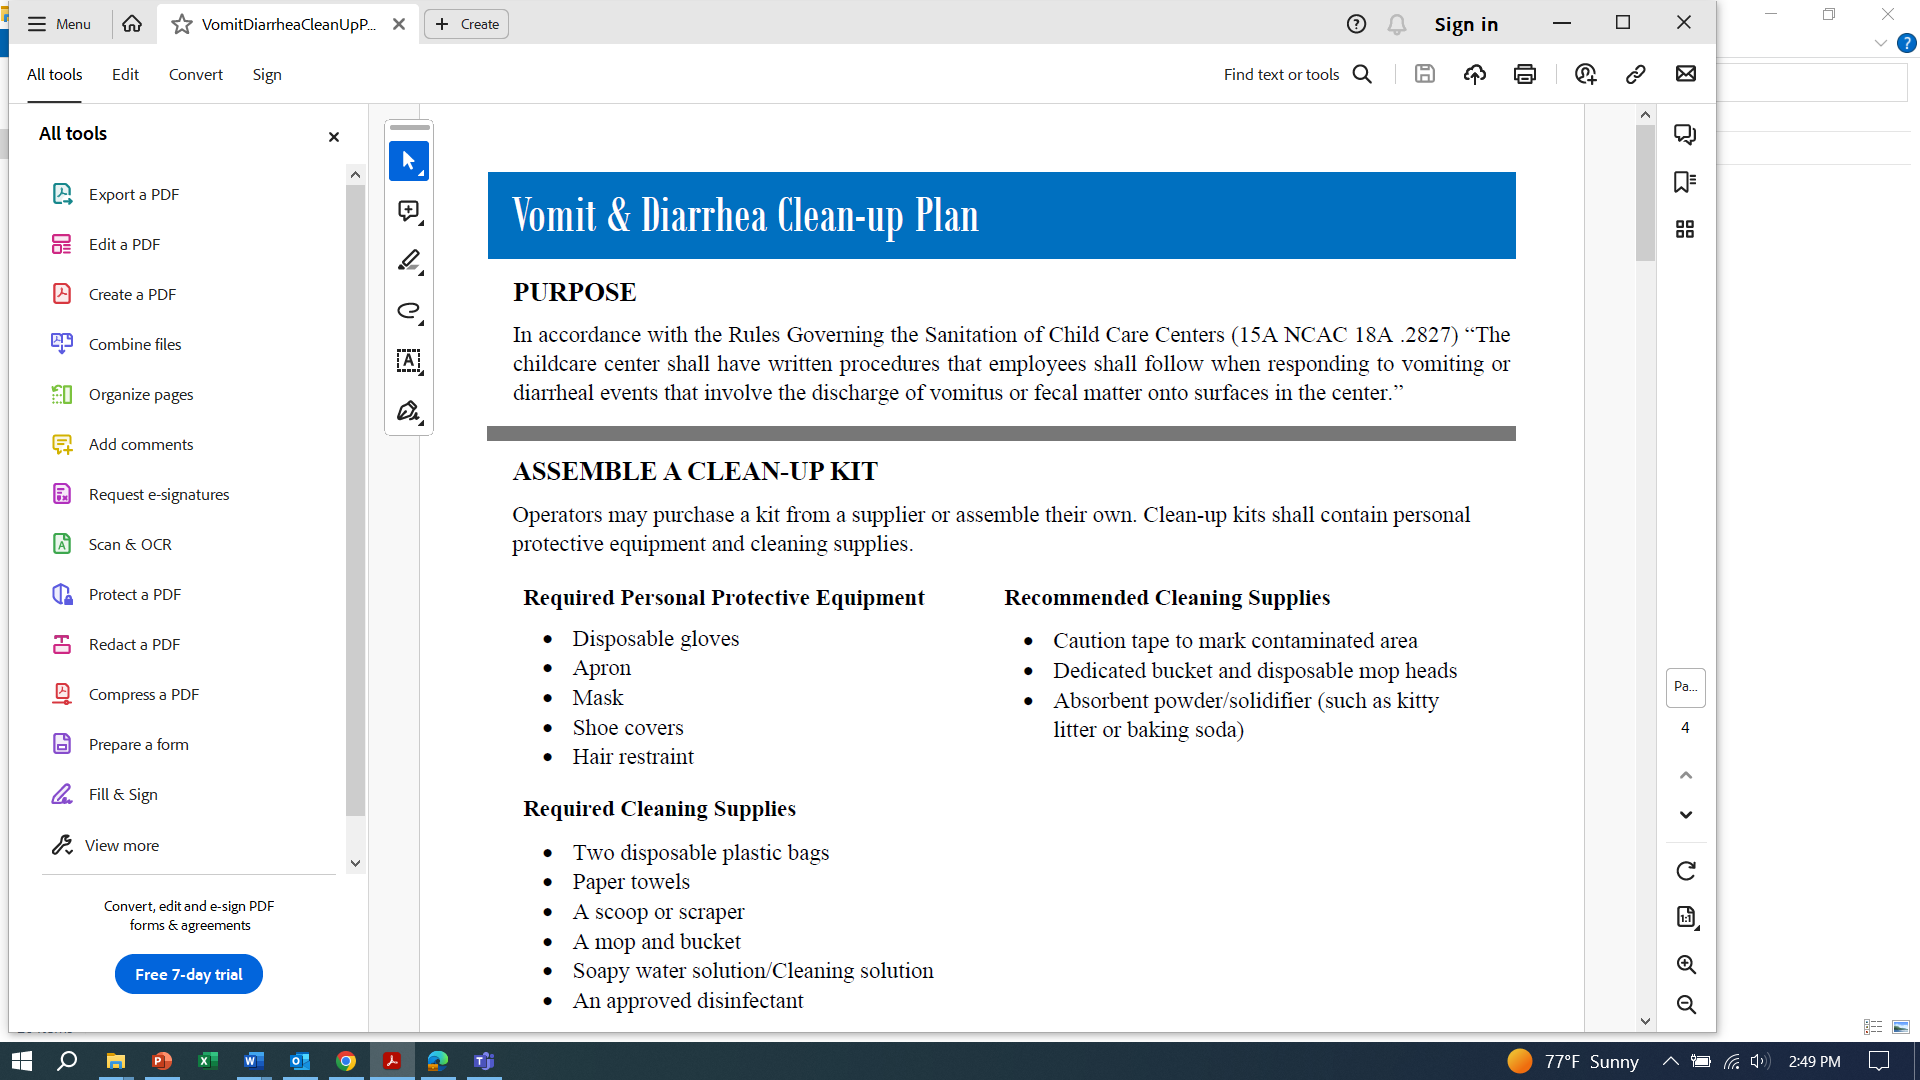 Menu
VomitDiarrheaCleanUpP...
Create
Sign in
All tools
Edit
Convert
Sign
Find text or tools
All tools
Export a PDF
Edit a PDF
Create a PDF
Combine files
Organize pages
Add comments
Request e-signatures
Scan & OCR
Protect a PDF
Redact a PDF
Compress a PDF
Prepare a form
Fill & Sign
View more
Convert, edit and e-sign PDF
forms & agreements
Free 7-day trial
Vomit & Diarrhea Clean-up Plan
PURPOSE
In accordance with the Rules Governing the Sanitation of Child Care Centers (15A NCAC 18A .2827) “The
childcare center shall have written procedures that employees shall follow when responding to vomiting or
diarrheal events that involve the discharge of vomitus or fecal matter onto surfaces in the center.”
ASSEMBLE A CLEAN-UP KIT
Operators may purchase a kit from a supplier or assemble their own. Clean-up kits shall contain personal
protective equipment and cleaning supplies.
Required Personal Protective Equipment
• Disposable gloves
• Apron
• Mask
• Shoe covers
• Hair restraint
Required Cleaning Supplies
• Two disposable plastic bags
• Paper towels
• A scoop or scraper
• A mop and bucket
• Soapy water solution/Cleaning solution
• An approved disinfectant
Recommended Cleaning Supplies
• Caution tape to mark contaminated area
• Dedicated bucket and disposable mop heads
• Absorbent powder/solidifier (such as kitty
litter or baking soda)
Pa...
4
77°F Sunny
2:49 PM